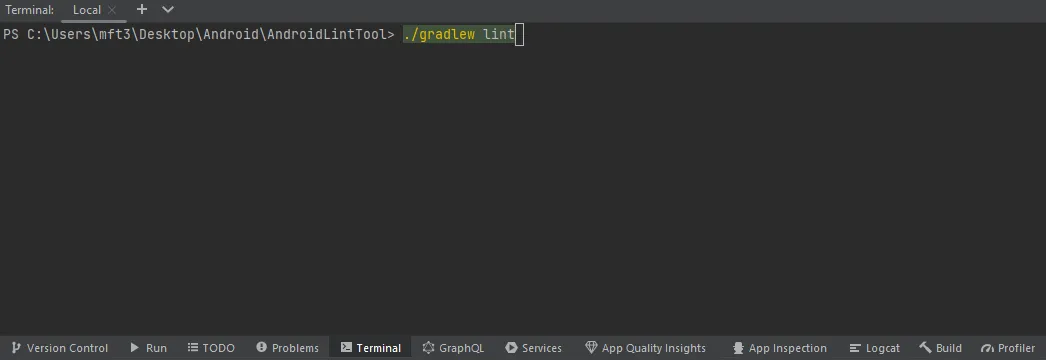 Terminal: Local
PS C:\Users\mft3\Desktop\Android\AndroidLintTool> ./gradlew lint
Version Control Run TODO Problems Terminal GraphQL Services App Quality Insights App Inspection Logcat Build Profiler